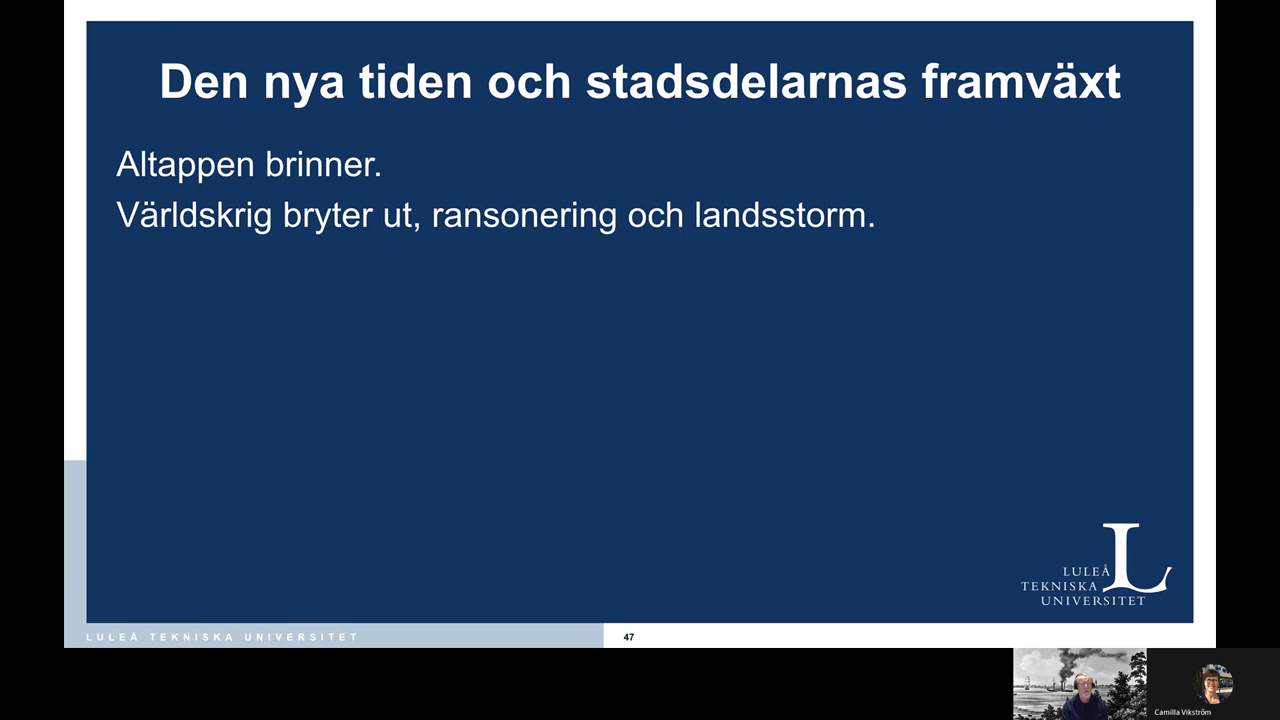 Den nya tiden och stadsdelarnas framväxt
Altappen brinner.
Världskrig bryter ut, ransonering och landsstorm.
LULEÅ
TEKNISKA
UNIVERSITET
L
LULEÅ TEKNISKA UNIVERSITET
47
Camilla Vikström